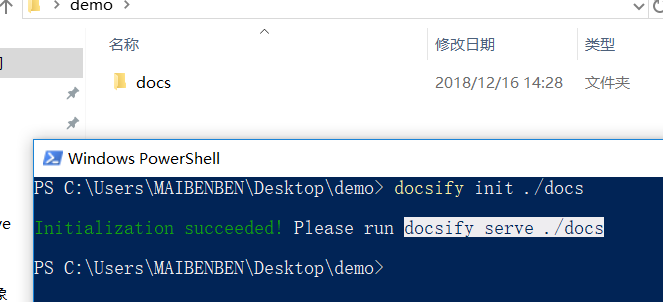 demo
名称
修改日期
类型
docs
2018/12/16 14:28
文件夹
Windows PowerShell
PS C:\Users\MAIBENBEN\Desktop\demo> docsify init ./docs
Initialization succeeded! Please run docsify serve ./docs
PS C:\Users\MAIBENBEN\Desktop\demo>